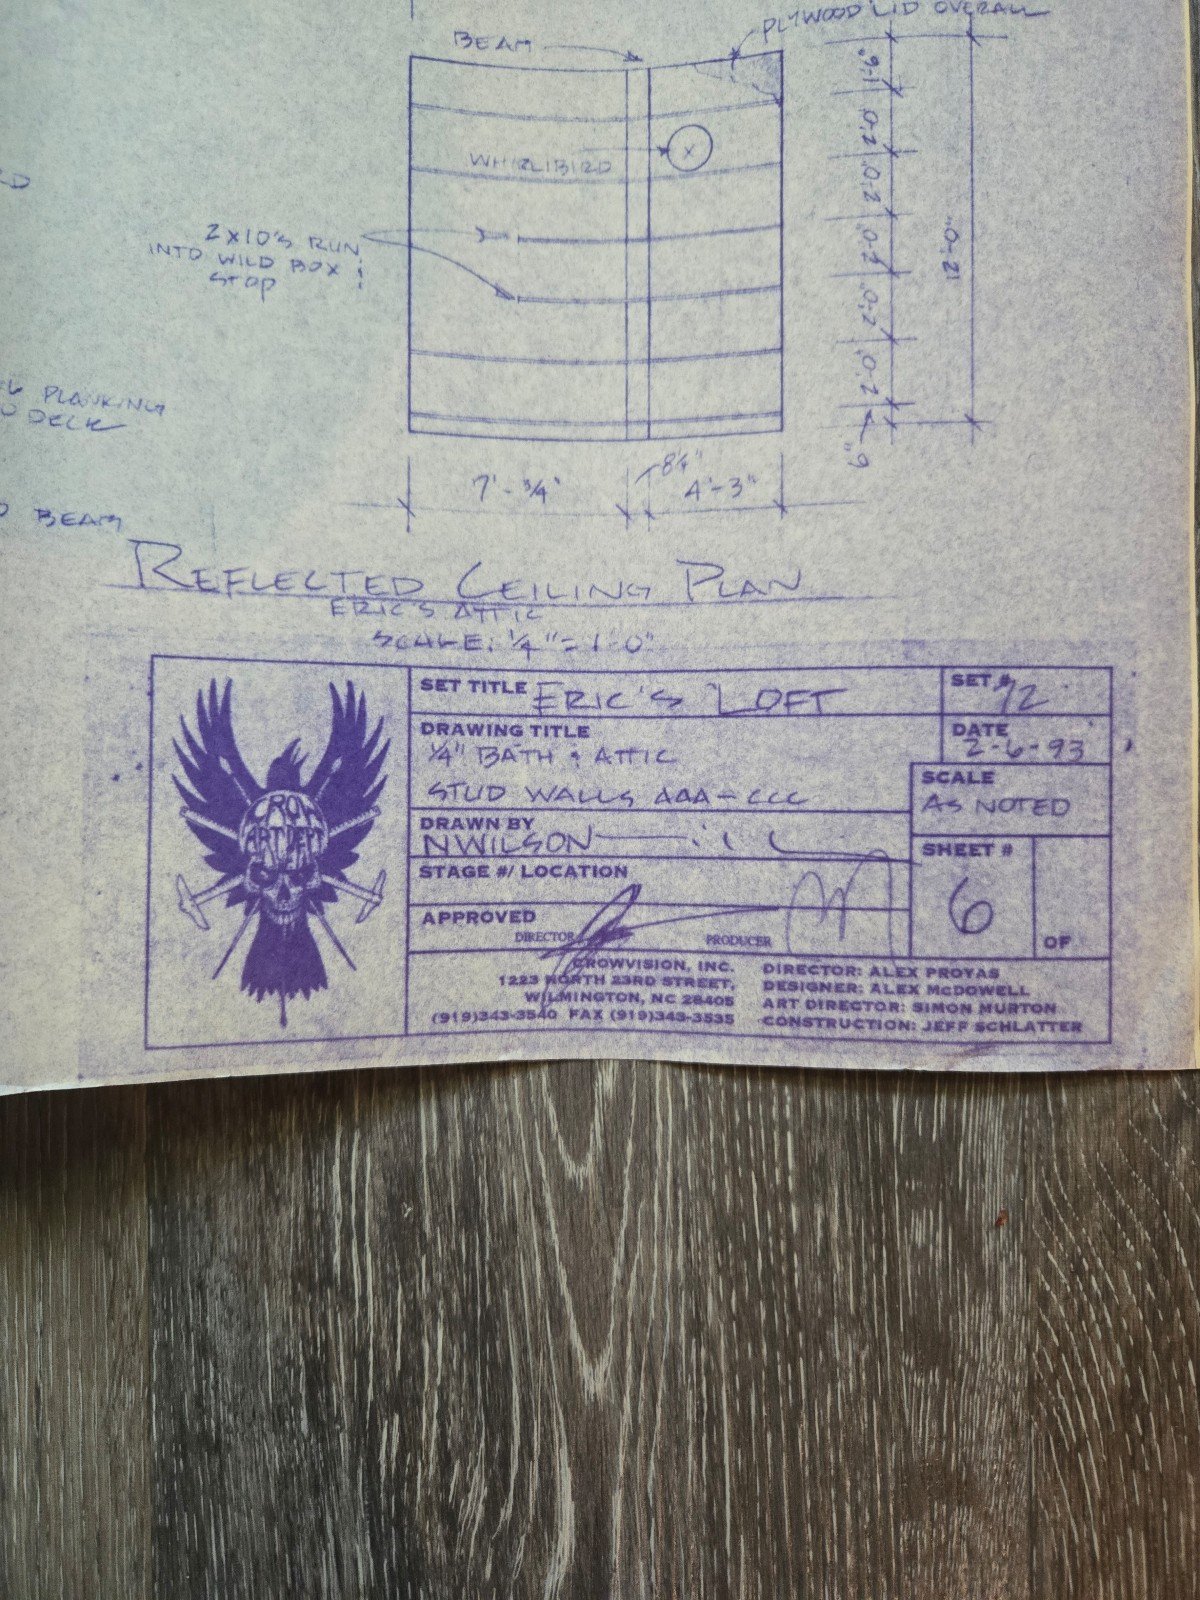 PLYWOOD LID OVERALL
BEAM
WHIRLIBIRD
2X10'S RUN
INTO WILD BOX
STOP
PLANKING
DECK
BEAM
1'-6"
2'-0"
2'-0"
2'-0"
2'-0"
2'-0"
6"
12'-0"
7'-3/4"
8 1/4"
4'-3"
REFLECTED CEILING PLAN
ERIC'S ATTIC
SCALE: 1/4" = 1'-0"
SET TITLE ERIC'S LOFT
SET # 72
DRAWING TITLE
1/4" BATH & ATTIC
STUD WALLS AAA-CCC
DATE
2-6-93
SCALE
AS NOTED
DRAWN BY
NWILSON
SHEET #
6
OF
STAGE #/ LOCATION
APPROVED
DIRECTOR
PRODUCER
CROW
ART DEPT
CROWVISION, INC.
1223 NORTH 23RD STREET,
WILMINGTON, NC 28405
(919)343-3540 FAX (919)343-3535
DIRECTOR: ALEX PROYAS
DESIGNER: ALEX McDOWELL
ART DIRECTOR: SIMON MURTON
CONSTRUCTION: JEFF SCHLATTER